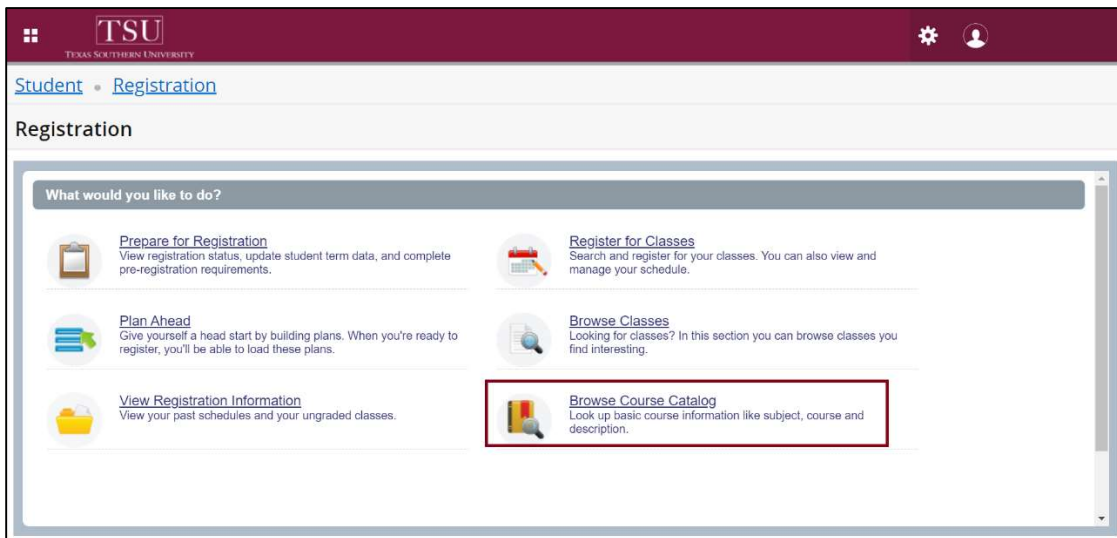 TSU
TEXAS SOUTHERN UNIVERSITY
Student • Registration
Registration
What would you like to do?
Prepare for Registration
View registration status, update student term data, and complete
pre-registration requirements.
Register for Classes
Search and register for your classes. You can also view and
manage your schedule.
Plan Ahead
Give yourself a head start by building plans. When you're ready to
register, you'll be able to load these plans.
Browse Classes
Looking for classes? In this section you can browse classes you
find interesting.
View Registration Information
View your past schedules and your ungraded classes.
Browse Course Catalog
Look up basic course information like subject, course and
description.